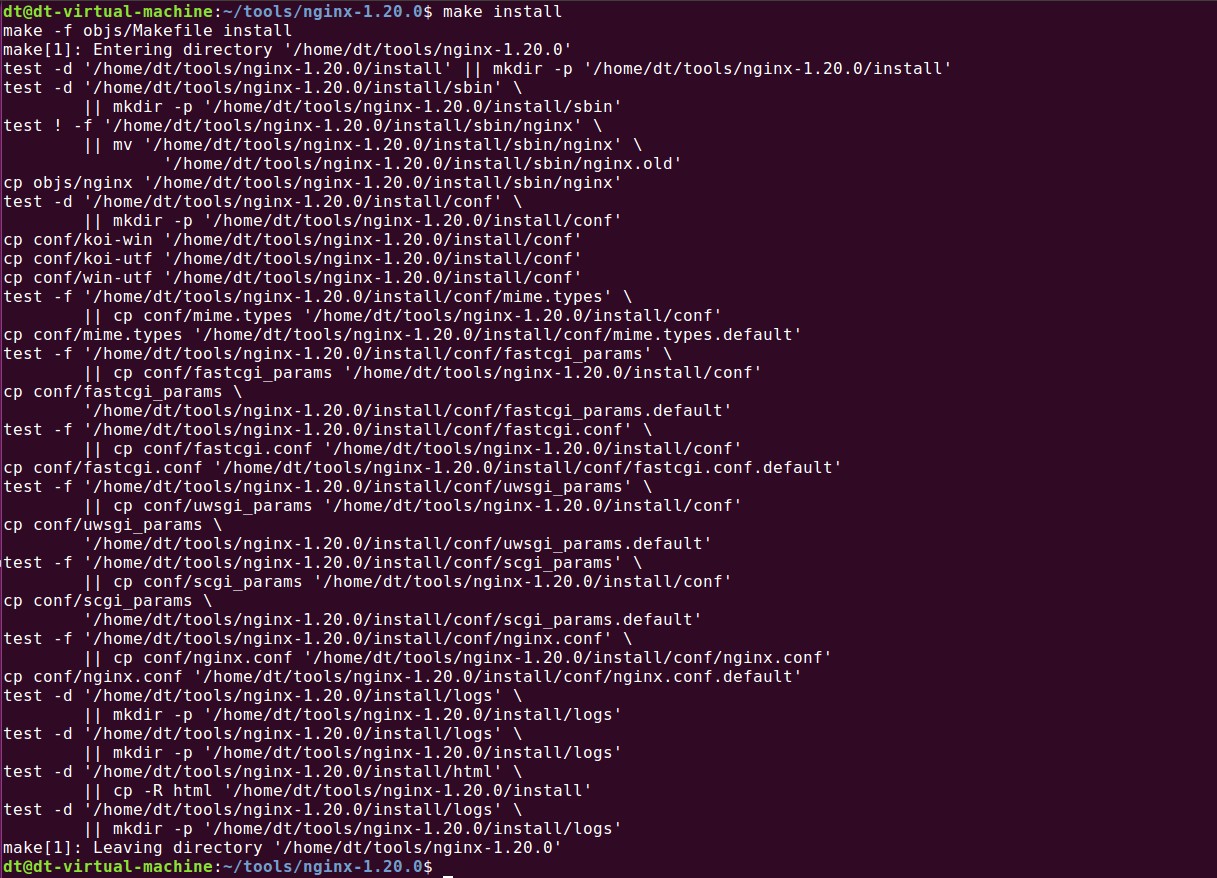 dt@dt-virtual-machine:~/tools/nginx-1.20.0$ make install
make -f objs/Makefile install
make[1]: Entering directory '/home/dt/tools/nginx-1.20.0'
test -d '/home/dt/tools/nginx-1.20.0/install' || mkdir -p '/home/dt/tools/nginx-1.20.0/install'
test -d '/home/dt/tools/nginx-1.20.0/install/sbin' \
        || mkdir -p '/home/dt/tools/nginx-1.20.0/install/sbin'
test ! -f '/home/dt/tools/nginx-1.20.0/install/sbin/nginx' \
        || mv '/home/dt/tools/nginx-1.20.0/install/sbin/nginx' \
                '/home/dt/tools/nginx-1.20.0/install/sbin/nginx.old'
cp objs/nginx '/home/dt/tools/nginx-1.20.0/install/sbin/nginx'
test -d '/home/dt/tools/nginx-1.20.0/install/conf' \
        || mkdir -p '/home/dt/tools/nginx-1.20.0/install/conf'
cp conf/koi-win '/home/dt/tools/nginx-1.20.0/install/conf'
cp conf/koi-utf '/home/dt/tools/nginx-1.20.0/install/conf'
cp conf/win-utf '/home/dt/tools/nginx-1.20.0/install/conf'
test -f '/home/dt/tools/nginx-1.20.0/install/conf/mime.types' \
        || cp conf/mime.types '/home/dt/tools/nginx-1.20.0/install/conf'
cp conf/mime.types '/home/dt/tools/nginx-1.20.0/install/conf/mime.types.default'
test -f '/home/dt/tools/nginx-1.20.0/install/conf/fastcgi_params' \
        || cp conf/fastcgi_params '/home/dt/tools/nginx-1.20.0/install/conf'
cp conf/fastcgi_params \
        '/home/dt/tools/nginx-1.20.0/install/conf/fastcgi_params.default'
test -f '/home/dt/tools/nginx-1.20.0/install/conf/fastcgi.conf' \
        || cp conf/fastcgi.conf '/home/dt/tools/nginx-1.20.0/install/conf'
cp conf/fastcgi.conf '/home/dt/tools/nginx-1.20.0/install/conf/fastcgi.conf.default'
test -f '/home/dt/tools/nginx-1.20.0/install/conf/uwsgi_params' \
        || cp conf/uwsgi_params '/home/dt/tools/nginx-1.20.0/install/conf'
cp conf/uwsgi_params \
        '/home/dt/tools/nginx-1.20.0/install/conf/uwsgi_params.default'
test -f '/home/dt/tools/nginx-1.20.0/install/conf/scgi_params' \
        || cp conf/scgi_params '/home/dt/tools/nginx-1.20.0/install/conf'
cp conf/scgi_params \
        '/home/dt/tools/nginx-1.20.0/install/conf/scgi_params.default'
test -f '/home/dt/tools/nginx-1.20.0/install/conf/nginx.conf' \
        || cp conf/nginx.conf '/home/dt/tools/nginx-1.20.0/install/conf/nginx.conf'
cp conf/nginx.conf '/home/dt/tools/nginx-1.20.0/install/conf/nginx.conf.default'
test -d '/home/dt/tools/nginx-1.20.0/install/logs' \
        || mkdir -p '/home/dt/tools/nginx-1.20.0/install/logs'
test -d '/home/dt/tools/nginx-1.20.0/install/logs' \
        || mkdir -p '/home/dt/tools/nginx-1.20.0/install/logs'
test -d '/home/dt/tools/nginx-1.20.0/install/html' \
        || cp -R html '/home/dt/tools/nginx-1.20.0/install'
test -d '/home/dt/tools/nginx-1.20.0/install/logs' \
        || mkdir -p '/home/dt/tools/nginx-1.20.0/install/logs'
make[1]: Leaving directory '/home/dt/tools/nginx-1.20.0'
dt@dt-virtual-machine:~/tools/nginx-1.20.0$